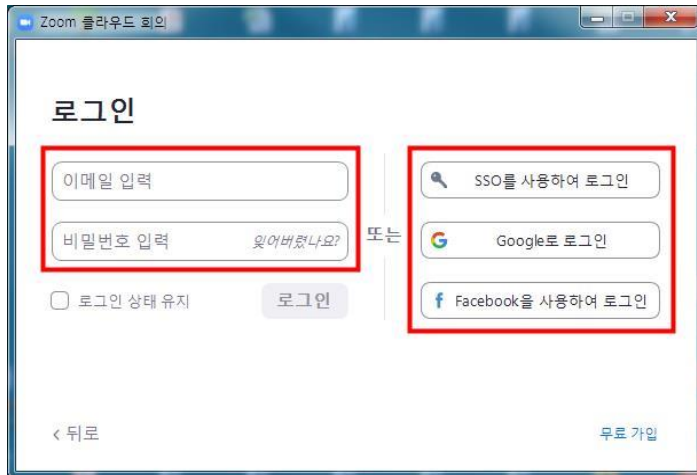 Zoom 클라우드 회의
로그인
이메일 입력
비밀번호 입력 잊어버렸나요?
로그인 상태 유지 로그인
또는
SSO를 사용하여 로그인
Google로 로그인
Facebook을 사용하여 로그인
< 뒤로
무료 가입